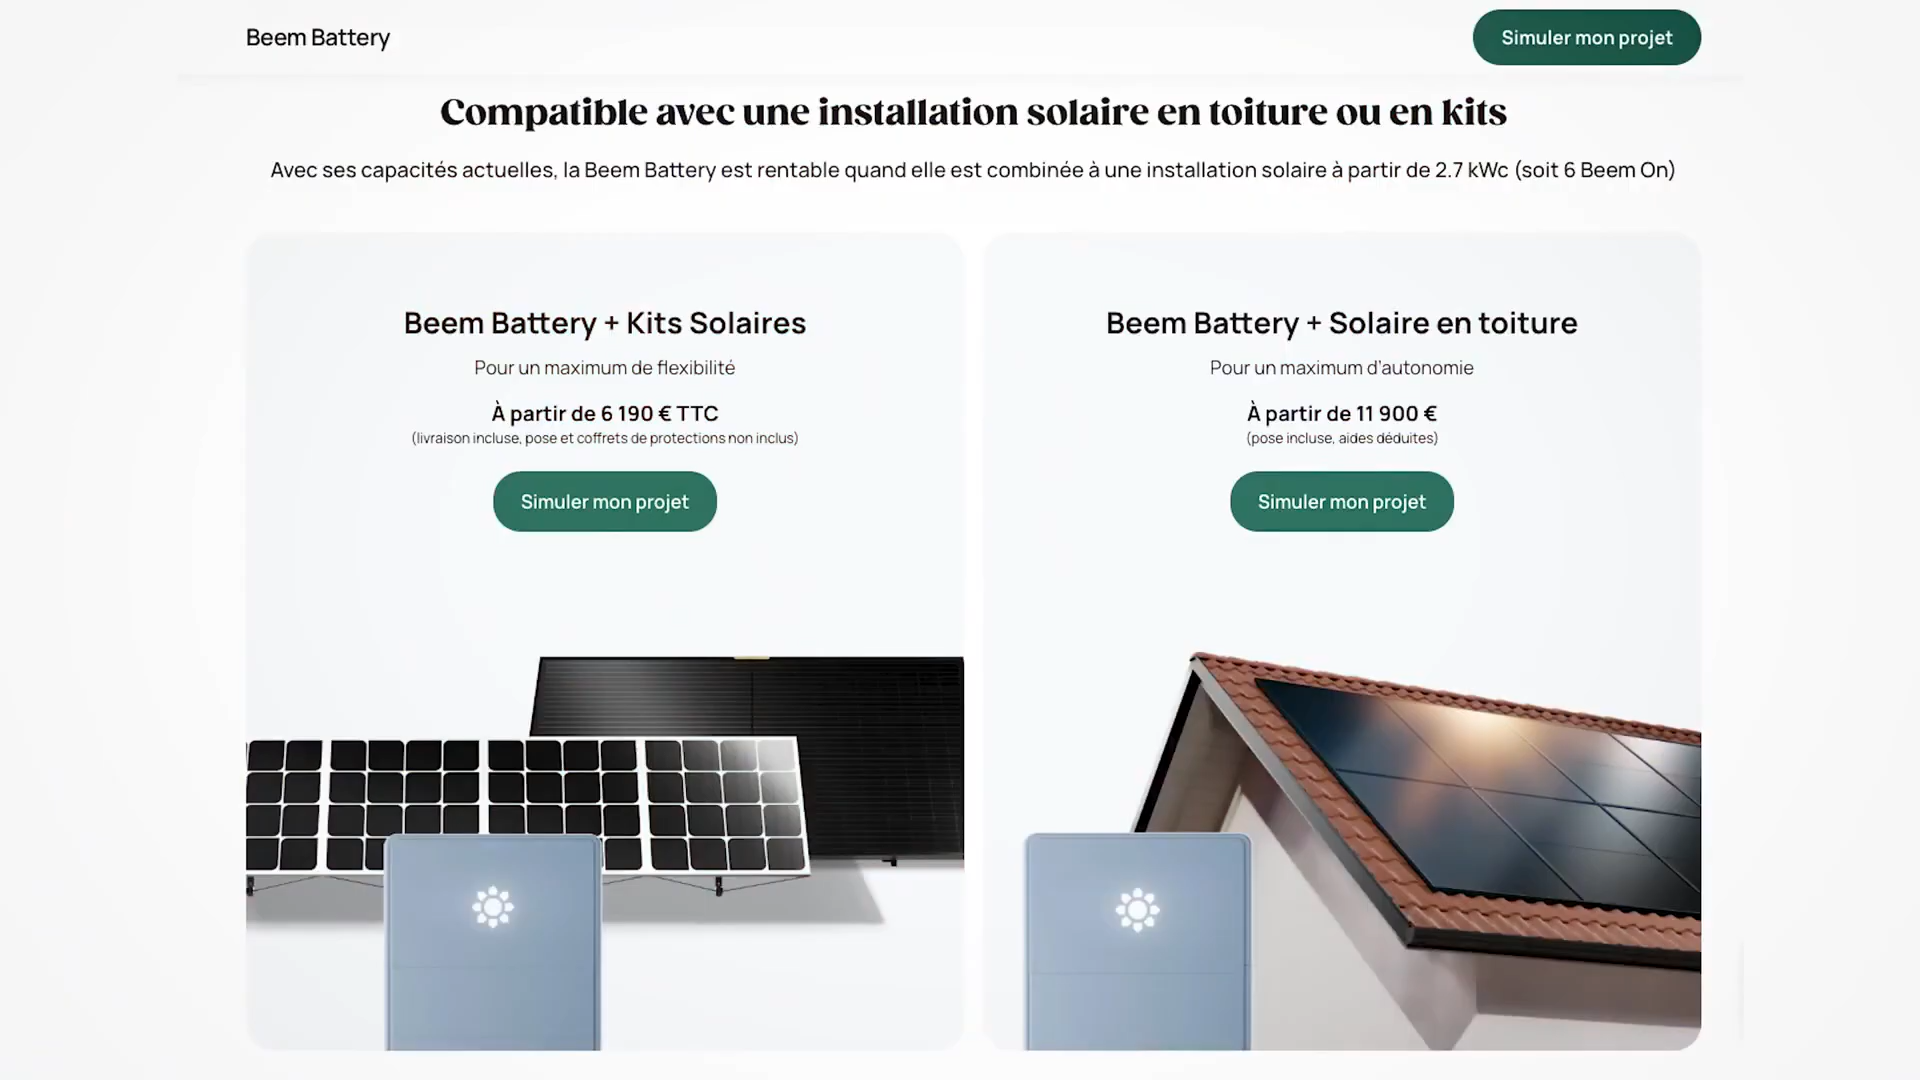 Beem Battery
Simuler mon projet
Compatible avec une installation solaire en toiture ou en kits
Avec ses capacités actuelles, la Beem Battery est rentable quand elle est combinée à une installation solaire à partir de 2.7 kWc (soit 6 Beem On)
Beem Battery + Kits Solaires
Pour un maximum de flexibilité
À partir de 6 190 € TTC
(livraison incluse, pose et coffrets de protections non inclus)
Simuler mon projet
Beem Battery + Solaire en toiture
Pour un maximum d’autonomie
À partir de 11 900 €
(pose incluse, aides déduites)
Simuler mon projet